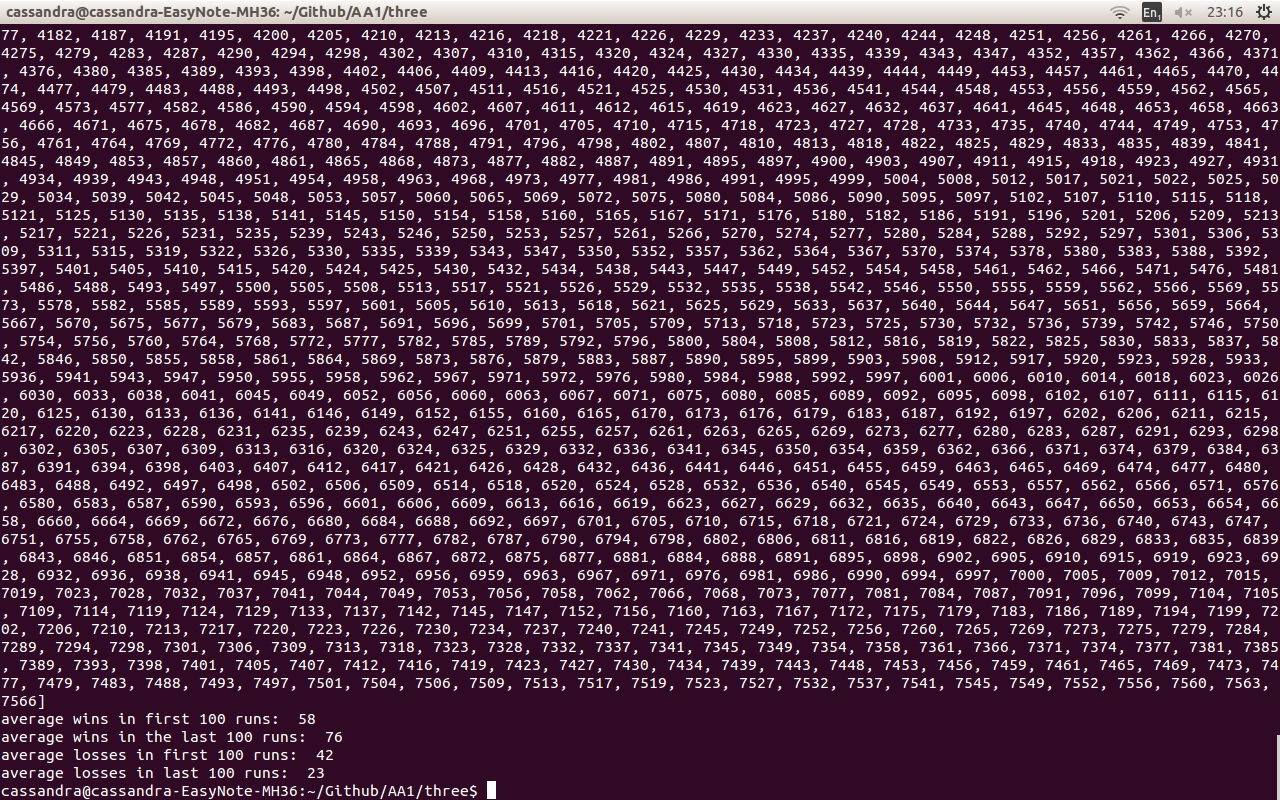 cassandra@cassandra-EasyNote-MH36: ~/Github/AA1/three En1 23:16
77, 4182, 4187, 4191, 4195, 4200, 4205, 4210, 4213, 4216, 4218, 4221, 4226, 4229, 4233, 4237, 4240, 4244, 4248, 4251, 4256, 4261, 4266, 4270,
4275, 4279, 4283, 4287, 4290, 4294, 4298, 4302, 4307, 4310, 4315, 4320, 4324, 4327, 4330, 4335, 4339, 4343, 4347, 4352, 4357, 4362, 4366, 4371
, 4376, 4380, 4385, 4389, 4393, 4398, 4402, 4406, 4409, 4413, 4416, 4420, 4425, 4430, 4434, 4439, 4444, 4449, 4453, 4457, 4461, 4465, 4470, 44
74, 4477, 4479, 4483, 4488, 4493, 4498, 4502, 4507, 4511, 4516, 4521, 4525, 4530, 4531, 4536, 4541, 4544, 4548, 4553, 4556, 4559, 4562, 4565,
4569, 4573, 4577, 4582, 4586, 4590, 4594, 4598, 4602, 4607, 4611, 4612, 4615, 4619, 4623, 4627, 4632, 4637, 4641, 4645, 4648, 4653, 4658, 4663
, 4666, 4671, 4675, 4678, 4682, 4687, 4690, 4693, 4696, 4701, 4705, 4710, 4715, 4718, 4723, 4727, 4728, 4733, 4735, 4740, 4744, 4749, 4753, 47
56, 4761, 4764, 4769, 4772, 4776, 4780, 4784, 4788, 4791, 4796, 4798, 4802, 4807, 4810, 4813, 4818, 4822, 4825, 4829, 4833, 4835, 4839, 4841,
4845, 4849, 4853, 4857, 4860, 4861, 4865, 4868, 4873, 4877, 4882, 4887, 4891, 4895, 4897, 4900, 4903, 4907, 4911, 4915, 4918, 4923, 4927, 4931
, 4934, 4939, 4943, 4948, 4951, 4954, 4958, 4963, 4968, 4973, 4977, 4981, 4986, 4991, 4995, 4999, 5004, 5008, 5012, 5017, 5021, 5022, 5025, 50
29, 5034, 5039, 5042, 5045, 5048, 5053, 5057, 5060, 5065, 5069, 5072, 5075, 5080, 5084, 5086, 5090, 5095, 5097, 5102, 5107, 5110, 5115, 5118,
5121, 5125, 5130, 5135, 5138, 5141, 5145, 5150, 5154, 5158, 5160, 5165, 5167, 5171, 5176, 5180, 5182, 5186, 5191, 5196, 5201, 5206, 5209, 5213
, 5217, 5221, 5226, 5231, 5235, 5239, 5243, 5246, 5250, 5253, 5257, 5261, 5266, 5270, 5274, 5277, 5280, 5284, 5288, 5292, 5297, 5301, 5306, 53
09, 5311, 5315, 5319, 5322, 5326, 5330, 5335, 5339, 5343, 5347, 5350, 5352, 5357, 5362, 5364, 5367, 5370, 5374, 5378, 5380, 5383, 5388, 5392,
5397, 5401, 5405, 5410, 5415, 5420, 5424, 5425, 5430, 5432, 5434, 5438, 5443, 5447, 5449, 5452, 5454, 5458, 5461, 5462, 5466, 5471, 5476, 5481
, 5486, 5488, 5493, 5497, 5500, 5505, 5508, 5513, 5517, 5521, 5526, 5529, 5532, 5535, 5538, 5542, 5546, 5550, 5555, 5559, 5562, 5566, 5569, 55
73, 5578, 5582, 5585, 5589, 5593, 5597, 5601, 5605, 5610, 5613, 5618, 5621, 5625, 5629, 5633, 5637, 5640, 5644, 5647, 5651, 5656, 5659, 5664,
5667, 5670, 5675, 5677, 5679, 5683, 5687, 5691, 5696, 5699, 5701, 5705, 5709, 5713, 5718, 5723, 5725, 5730, 5732, 5736, 5739, 5742, 5746, 5750
, 5754, 5756, 5760, 5764, 5768, 5772, 5777, 5782, 5785, 5789, 5792, 5796, 5800, 5804, 5808, 5812, 5816, 5819, 5822, 5825, 5830, 5833, 5837, 58
42, 5846, 5850, 5855, 5858, 5861, 5864, 5869, 5873, 5876, 5879, 5883, 5887, 5890, 5895, 5899, 5903, 5908, 5912, 5917, 5920, 5923, 5928, 5933,
5936, 5941, 5943, 5947, 5950, 5955, 5958, 5962, 5967, 5971, 5972, 5976, 5980, 5984, 5988, 5992, 5997, 6001, 6006, 6010, 6014, 6018, 6023, 6026
, 6030, 6033, 6038, 6041, 6045, 6049, 6052, 6056, 6060, 6063, 6067, 6071, 6075, 6080, 6085, 6089, 6092, 6096, 6098, 6102, 6107, 6111, 6115, 61
20, 6125, 6130, 6133, 6136, 6141, 6146, 6149, 6152, 6155, 6160, 6165, 6170, 6173, 6176, 6179, 6183, 6187, 6192, 6197, 6202, 6206, 6211, 6215,
6217, 6220, 6223, 6228, 6231, 6235, 6239, 6243, 6247, 6251, 6255, 6257, 6261, 6263, 6265, 6269, 6273, 6277, 6280, 6283, 6287, 6291, 6293, 6298
, 6302, 6305, 6307, 6309, 6313, 6316, 6320, 6324, 6325, 6329, 6332, 6336, 6341, 6345, 6350, 6354, 6359, 6362, 6366, 6371, 6374, 6379, 6384, 63
87, 6391, 6394, 6398, 6403, 6407, 6412, 6417, 6421, 6426, 6428, 6432, 6436, 6441, 6446, 6451, 6455, 6459, 6463, 6465, 6469, 6474, 6477, 6480,
6483, 6488, 6492, 6497, 6498, 6502, 6506, 6509, 6514, 6518, 6520, 6524, 6528, 6532, 6536, 6540, 6545, 6549, 6553, 6557, 6562, 6566, 6571, 6576
, 6580, 6583, 6587, 6590, 6593, 6596, 6601, 6606, 6609, 6613, 6616, 6619, 6623, 6627, 6629, 6632, 6635, 6640, 6643, 6647, 6650, 6653, 6654, 66
58, 6660, 6664, 6669, 6672, 6676, 6680, 6684, 6688, 6692, 6697, 6701, 6705, 6710, 6715, 6718, 6721, 6724, 6729, 6733, 6736, 6740, 6743, 6747,
6751, 6755, 6758, 6762, 6765, 6769, 6773, 6777, 6782, 6787, 6790, 6794, 6798, 6802, 6806, 6811, 6816, 6819, 6822, 6826, 6829, 6833, 6835, 6839
, 6843, 6846, 6851, 6854, 6857, 6861, 6864, 6867, 6872, 6875, 6877, 6881, 6884, 6888, 6891, 6895, 6898, 6902, 6905, 6910, 6915, 6919, 6923, 69
28, 6932, 6936, 6938, 6941, 6945, 6948, 6952, 6956, 6959, 6963, 6967, 6971, 6976, 6981, 6986, 6990, 6994, 6997, 7000, 7005, 7009, 7012, 7015,
7019, 7023, 7028, 7032, 7037, 7041, 7044, 7049, 7053, 7056, 7058, 7062, 7066, 7068, 7073, 7077, 7081, 7084, 7087, 7091, 7096, 7099, 7104, 7105
, 7109, 7114, 7119, 7124, 7129, 7133, 7137, 7142, 7145, 7147, 7152, 7156, 7160, 7163, 7167, 7172, 7175, 7179, 7183, 7186, 7189, 7194, 7199, 72
02, 7206, 7210, 7213, 7217, 7220, 7223, 7226, 7230, 7234, 7237, 7240, 7241, 7245, 7249, 7252, 7256, 7260, 7265, 7269, 7273, 7275, 7279, 7284,
7289, 7294, 7298, 7301, 7306, 7309, 7313, 7318, 7323, 7328, 7332, 7337, 7341, 7345, 7349, 7354, 7358, 7361, 7366, 7371, 7374, 7377, 7381, 7385
, 7389, 7393, 7398, 7401, 7405, 7407, 7412, 7416, 7419, 7423, 7427, 7430, 7434, 7439, 7443, 7448, 7453, 7456, 7459, 7461, 7465, 7469, 7473, 74
77, 7479, 7483, 7488, 7493, 7497, 7501, 7504, 7506, 7509, 7513, 7517, 7519, 7523, 7527, 7532, 7537, 7541, 7545, 7549, 7552, 7556, 7560, 7563,
7566]
average wins in first 100 runs:  58
average wins in the last 100 runs:  76
average losses in first 100 runs:  42
average losses in last 100 runs:  23
cassandra@cassandra-EasyNote-MH36:~/Github/AA1/three$